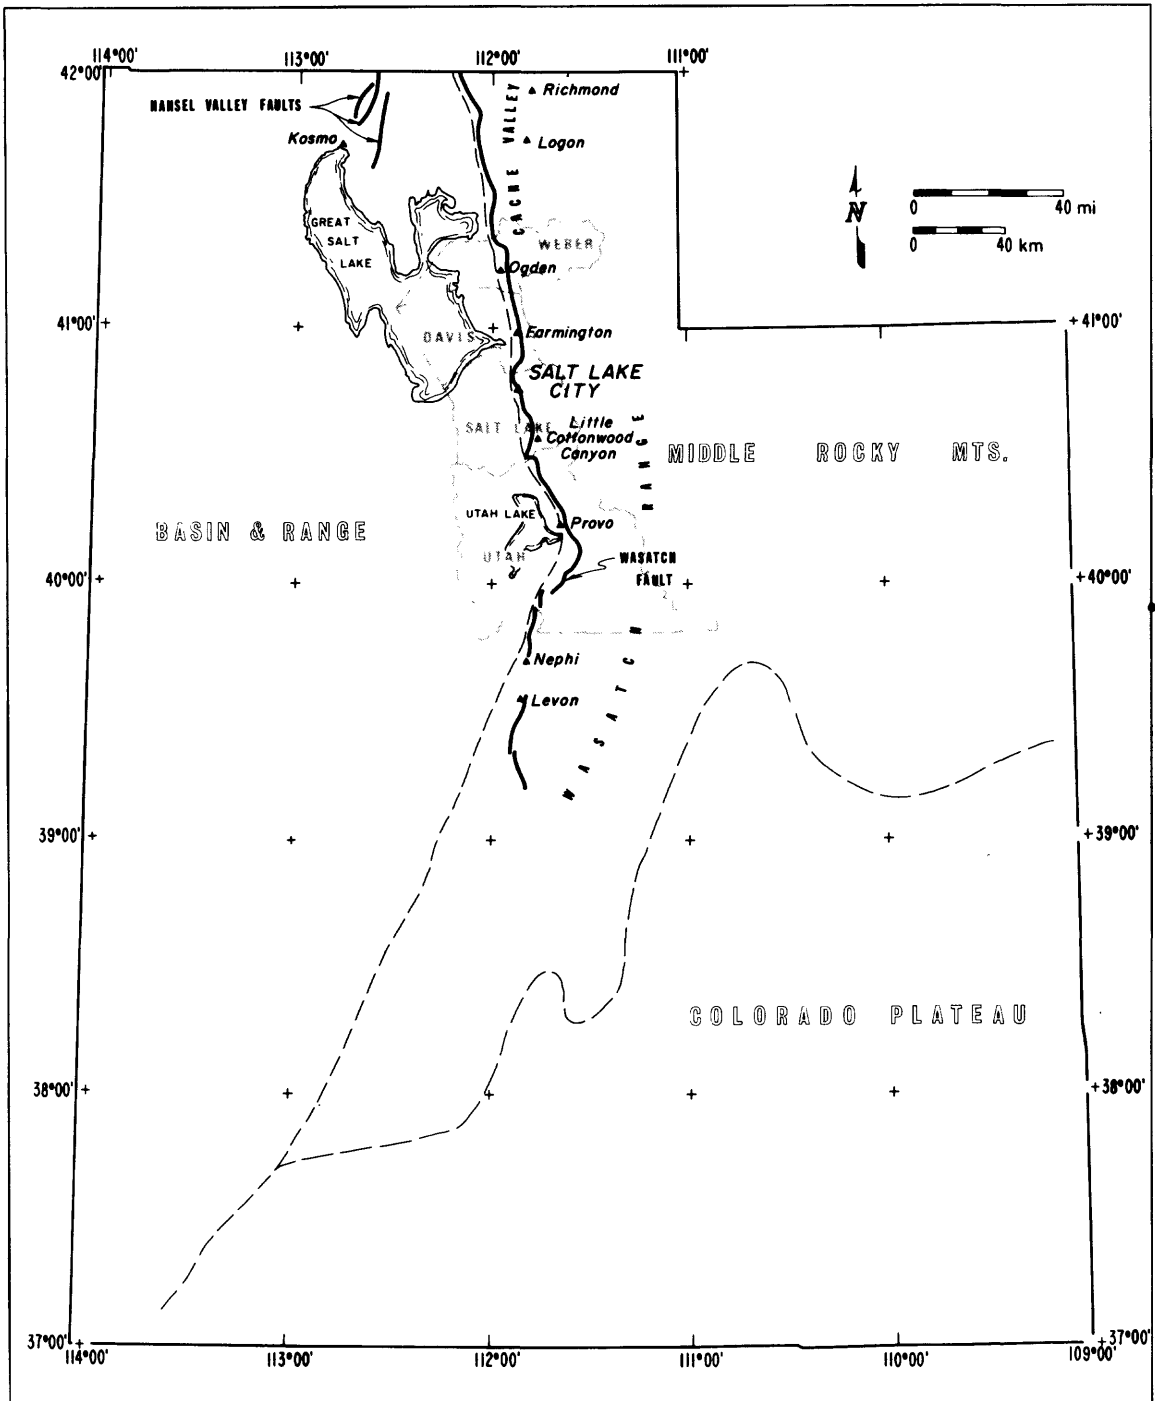 114°00'
113°00'
112°00'
111°00'
42°00'
HANSEL VALLEY FAULTS
Kosmo
CACHE VALLEY
Richmond
Logan
N
0 40 mi
0 40 km
GREAT
SALT
LAKE
WEBER
Ogden
41°00'
41°00'
DAVIS
Farmington
SALT LAKE
CITY
SALT LAKE
Little
Cottonwood
Canyon
MIDDLE ROCKY MTS.
WASATCH RANGE
BASIN & RANGE
UTAH LAKE
Provo
UTAH
WASATCH
FAULT
40°00'
40°00'
Nephi
Levon
39°00'
39°00'
COLORADO PLATEAU
38°00'
38°00'
37°00'
37°00'
114°00'
113°00'
112°00'
111°00'
110°00'
109°00'